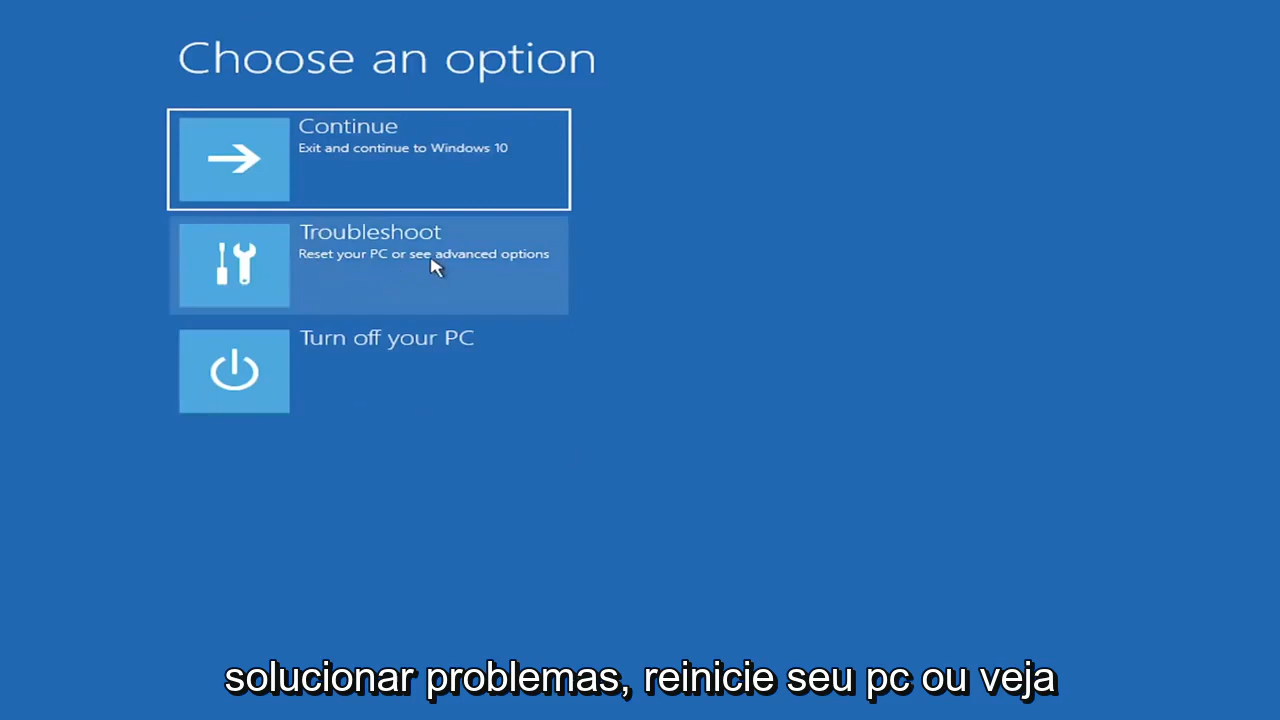 Choose an option
Continue
Exit and continue to Windows 10
Troubleshoot
Reset your PC or see advanced options
Turn off your PC
solucionar problemas, reinicie seu pc ou veja